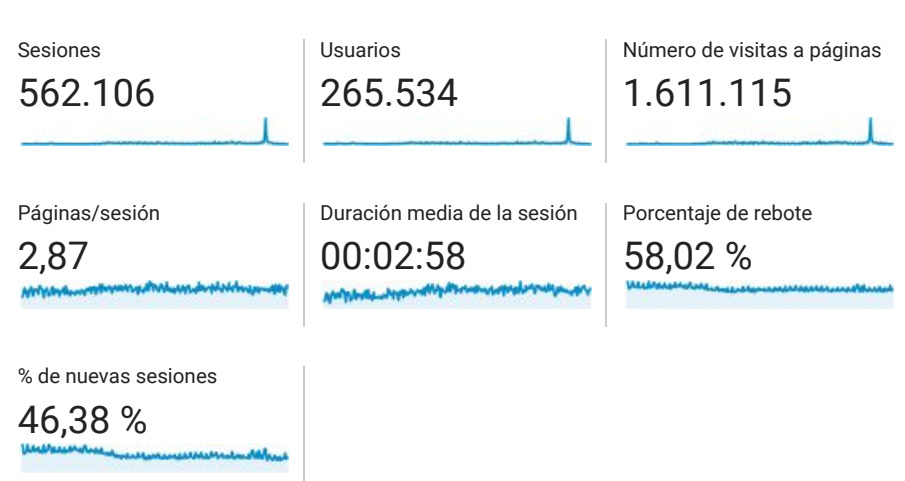 Sesiones
562.106
Usuarios
265.534
Número de visitas a páginas
1.611.115
Páginas/sesión
2,87
Duración media de la sesión
00:02:58
Porcentaje de rebote
58,02 %
% de nuevas sesiones
46,38 %